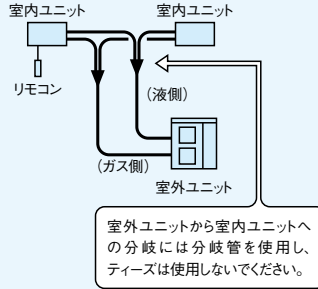 室内ユニット
室内ユニット
リモコン
(液側)
(ガス側)
室外ユニット
室外ユニットから室内ユニットへ
の分岐には分岐管を使用し、
ティーズは使用しないでください。